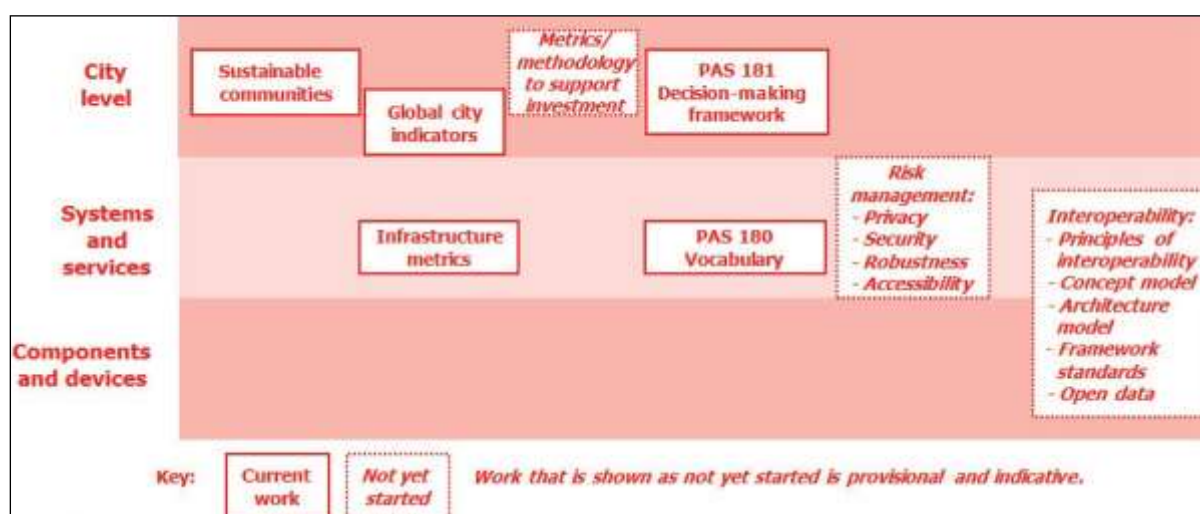 City
level
Sustainable
communities
Global city
indicators
Metrics/
methodology
to support
investment
PAS 181
Decision-making
framework
Systems
and
services
Infrastructure
metrics
PAS 180
Vocabulary
Risk
management:
- Privacy
- Security
- Robustness
- Accessibility
Interoperability:
- Principles of
interoperability
- Concept model
- Architecture
model
- Framework
standards
- Open data
Components
and devices
Key:
Current
work
Not yet
started
Work that is shown as not yet started is provisional and indicative.